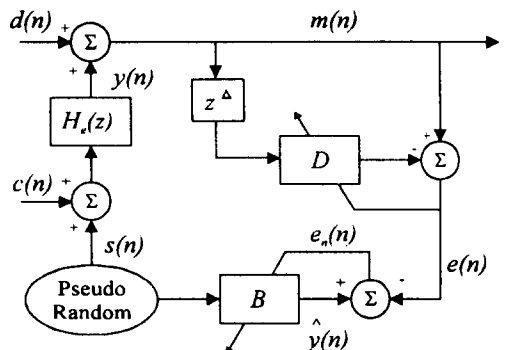 d(n)
Σ
m(n)
+
+
y(n)
z^Δ
H_e(z)
D
-
+
Σ
c(n)
+
Σ
+
s(n)
e_n(n)
e(n)
Pseudo
Random
B
+
Σ
-
ŷ(n)